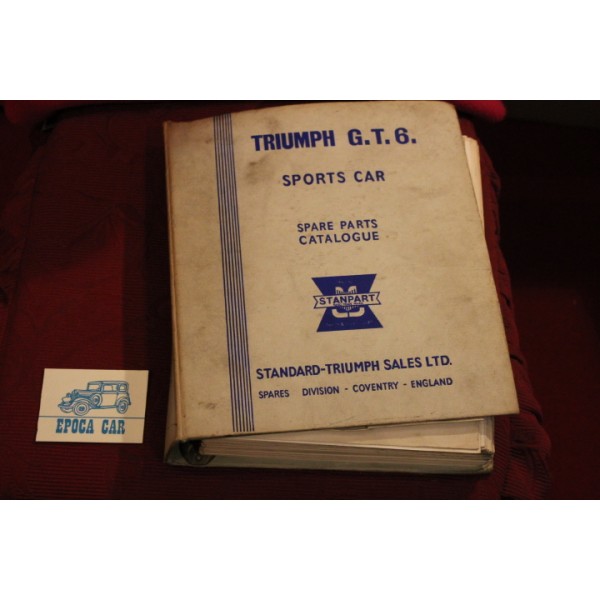 TRIUMPH G.T.6.
SPORTS CAR
SPARE PARTS
CATALOGUE
STANPART
STANDARD-TRIUMPH SALES LTD.
SPARES DIVISION - COVENTRY - ENGLAND
EPOCA CAR